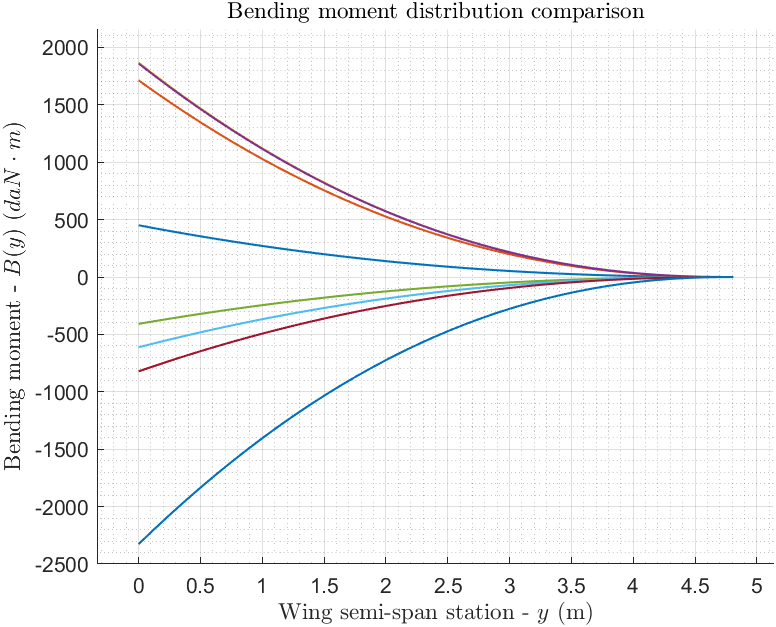 Bending moment distribution comparison
2000
1500
1000
500
0
-500
-1000
-1500
-2000
-2500
Bending moment - B(y) (daN · m)
0 0.5 1 1.5 2 2.5 3 3.5 4 4.5 5
Wing semi-span station - y (m)